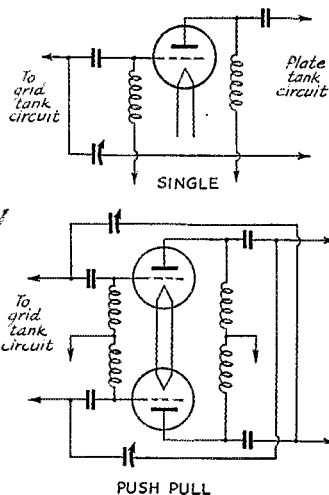 To
grid
tank
circuit
Plate
tank
circuit
SINGLE
To
grid
tank
circuit
PUSH PULL